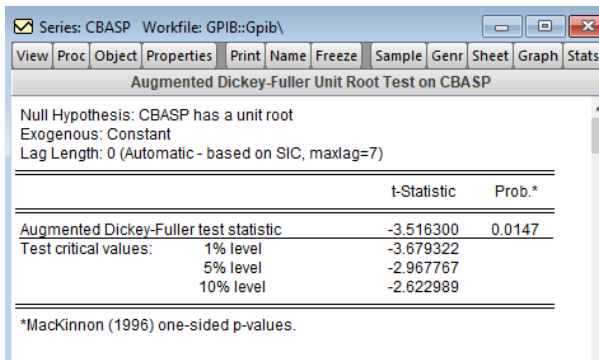 Series: CBASP Workfile: GPIB::Gpib\
View Proc Object Properties Print Name Freeze Sample Genr Sheet Graph Stats
Augmented Dickey-Fuller Unit Root Test on CBASP
Null Hypothesis: CBASP has a unit root
Exogenous: Constant
Lag Length: 0 (Automatic - based on SIC, maxlag=7)
t-Statistic Prob.*
Augmented Dickey-Fuller test statistic -3.516300 0.0147
Test critical values: 1% level -3.679322
5% level -2.967767
10% level -2.622989
*MacKinnon (1996) one-sided p-values.